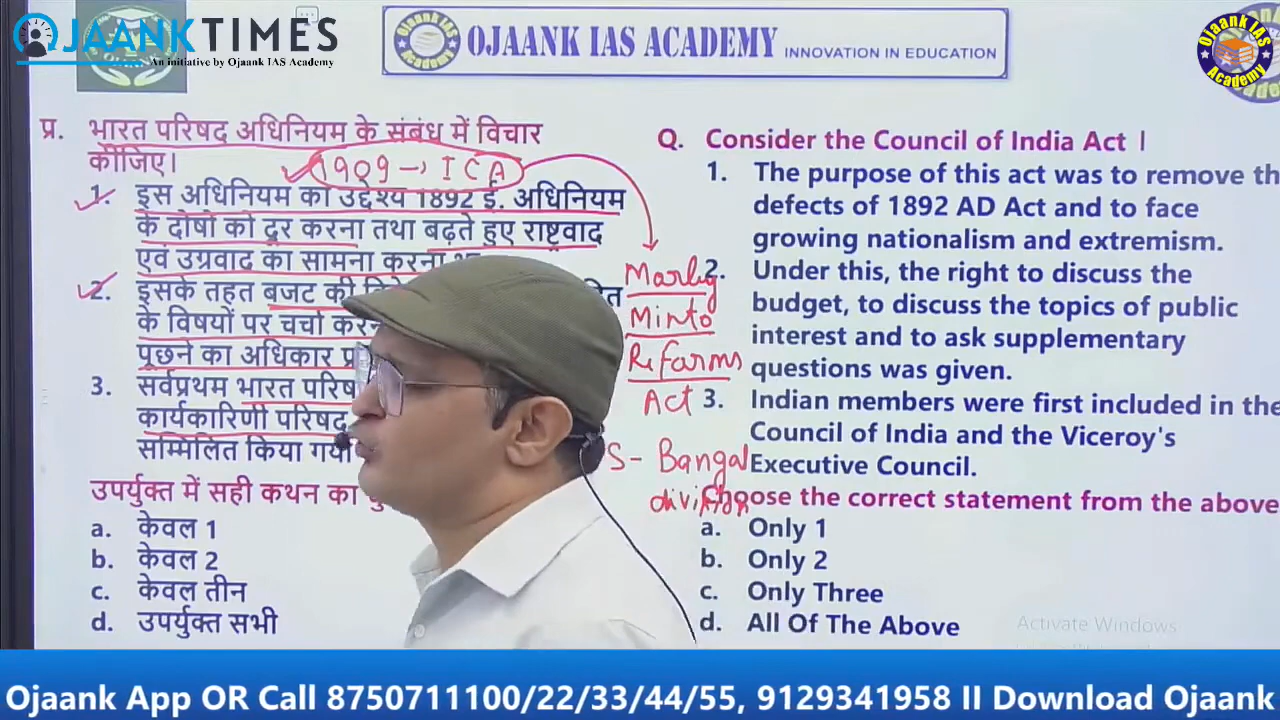 OJAANKTIMES
An initiative by Ojaank IAS Academy
OJAANK IAS ACADEMY INNOVATION IN EDUCATION
Ojaank IAS
Academy
प्र. भारत परिषद अधिनियम के संबंध में विचार
कीजिए।
1909 → ICA
1. इस अधिनियम का उद्देश्य 1892 ई. अधिनियम
के दोषों को दूर करना तथा बढ़ते हुए राष्ट्रवाद
एवं उग्रवाद का सामना करना
2. इसके तहत बजट की
के विषयों पर चर्चा
पूछने का अधिकार
3. सर्वप्रथम भारत
कार्यकारिणी परिषद
सम्मिलित किया गया
उपर्युक्त में सही कथन का
a. केवल 1
b. केवल 2
c. केवल तीन
d. उपर्युक्त सभी
Minto
Reforms
Act
S- Bangal
division
Q. Consider the Council of India Act |
1. The purpose of this act was to remove
defects of 1892 AD Act and to face
growing nationalism and extremism.
2. Under this, the right to discuss the
budget, to discuss the topics of public
interest and to ask supplementary
questions was given.
3. Indian members were first included in the
Council of India and the Viceroy's
Executive Council.
Choose the correct statement from the above
a. Only 1
b. Only 2
c. Only Three
d. All Of The Above
Activate Windows
Ojaank App OR Call 8750711100/22/33/44/55, 9129341958 II Download Ojaank